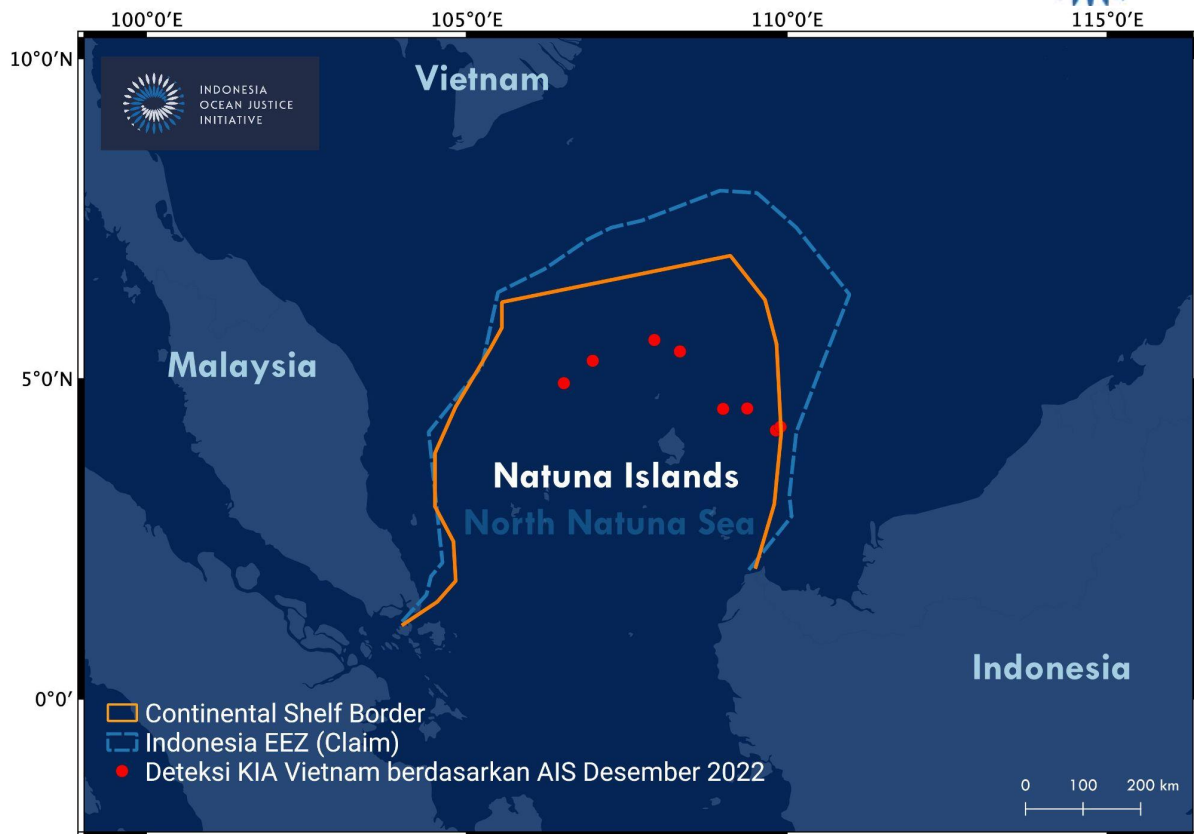 100°0′E 105°0′E 110°0′E 115°0′E
10°0′N
INDONESIA
OCEAN JUSTICE
INITIATIVE
Vietnam
Malaysia
5°0′N
Natuna Islands
North Natuna Sea
Indonesia
0°0′
Continental Shelf Border
Indonesia EEZ (Claim)
Deteksi KIA Vietnam berdasarkan AIS Desember 2022
0 100 200 km